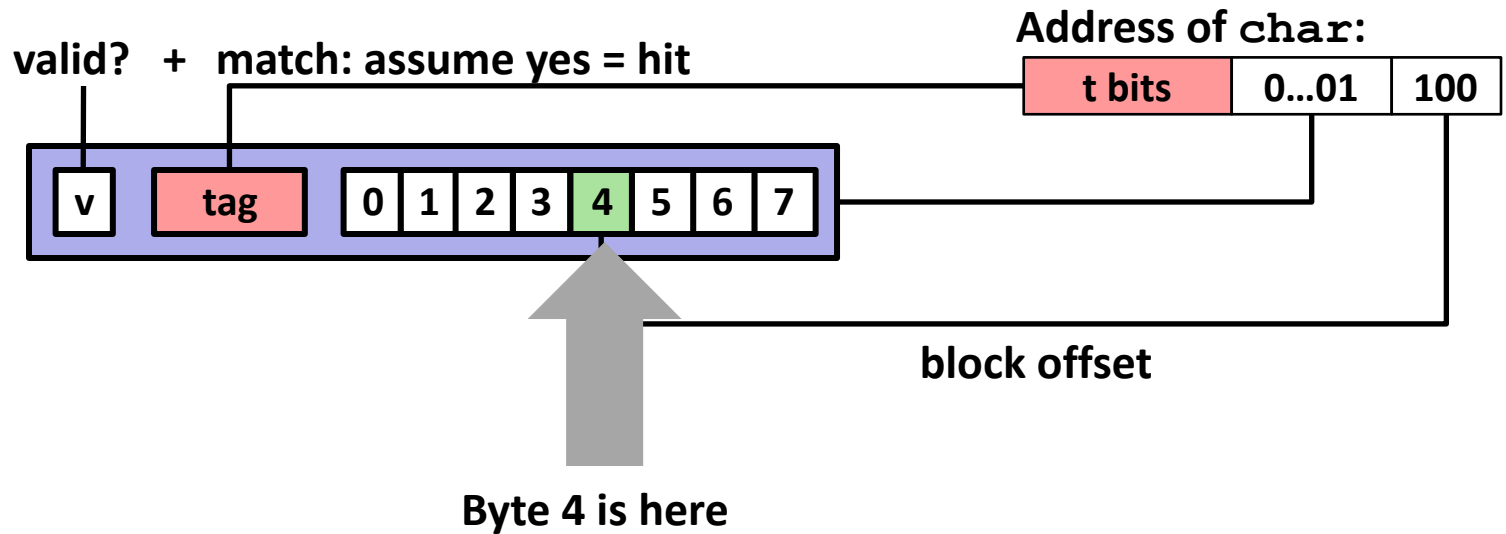 Address of char:
valid? + match: assume yes = hit
t bits 0...01 100
v tag 0 1 2 3 4 5 6 7
block offset
Byte 4 is here